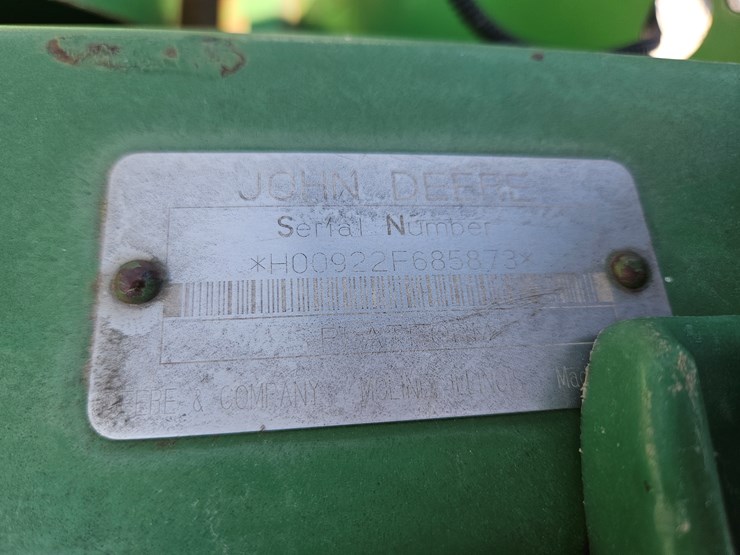 JOHN DEERE
Serial Number
*H00922F685873*
PLATFORM
DEERE & COMPANY MOLINE ILLINOIS